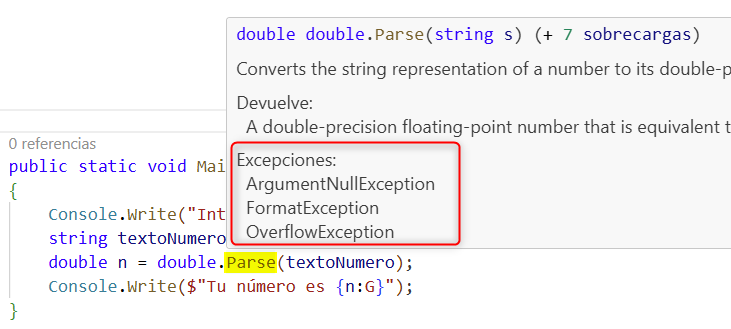 double double.Parse(string s) (+ 7 sobrecargas)
Converts the string representation of a number to its double-p
Devuelve:
A double-precision floating-point number that is equivalent t
Excepciones:
ArgumentNullException
FormatException
OverflowException
0 referencias
public static void Mai
{
Console.Write("Int
string textoNumero
double n = double.Parse(textoNumero);
Console.Write($"Tu número es {n:G}");
}